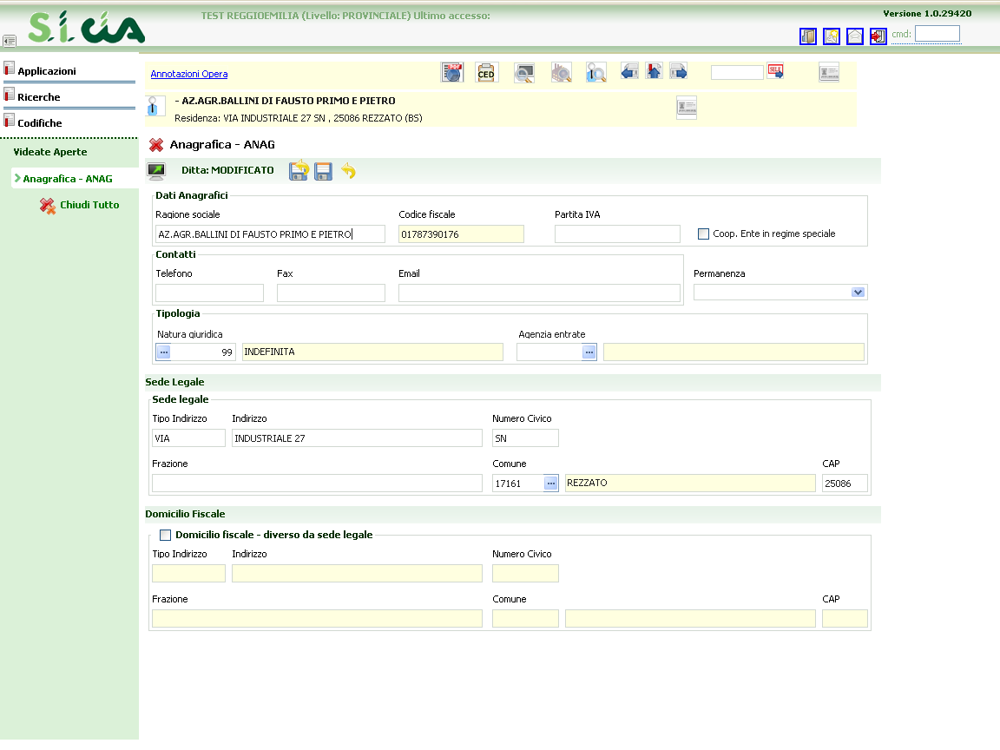 TEST REGGIOEMILIA (Livello: PROVINCIALE) Ultimo accesso:
Versione 1.0.29420
S.I. CIA
cmd:
Applicazioni
Ricerche
Codifiche
Videate Aperte
Anagrafica - ANAG
Chiudi Tutto
Annotazioni Opera
PDF
CED
SELE
- AZ.AGR.BALLINI DI FAUSTO PRIMO E PIETRO
Residenza: VIA INDUSTRIALE 27 SN , 25086 REZZATO (BS)
Anagrafica - ANAG
Ditta: MODIFICATO
Dati Anagrafici
Ragione sociale Codice fiscale Partita IVA
AZ.AGR.BALLINI DI FAUSTO PRIMO E PIETRO 01787390176 Coop. Ente in regime speciale
Contatti
Telefono Fax Email Permanenza
Tipologia
Natura giuridica Agenzia entrate
... 99 INDEFINITA ...
Sede Legale
Sede legale
Tipo Indirizzo Indirizzo Numero Civico
VIA INDUSTRIALE 27 SN
Frazione Comune CAP
17161 ... REZZATO 25086
Domicilio Fiscale
Domicilio fiscale - diverso da sede legale
Tipo Indirizzo Indirizzo Numero Civico
Frazione Comune CAP